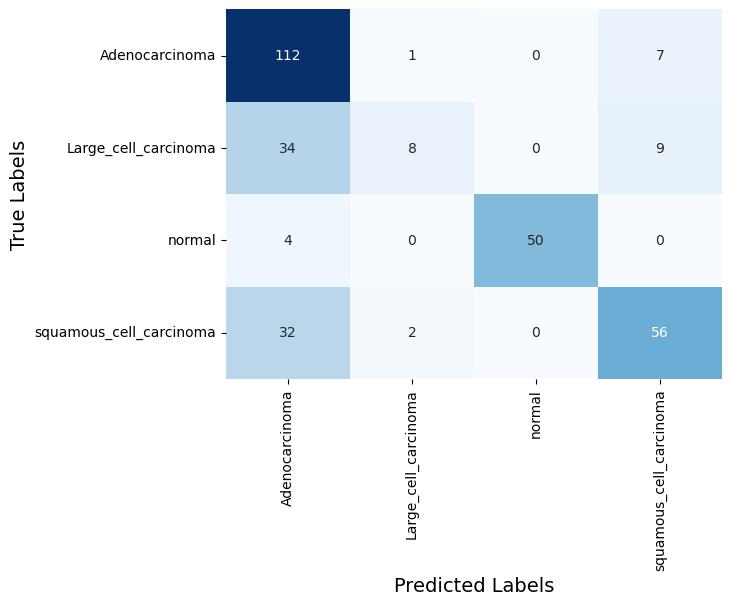 True Labels
Adenocarcinoma 112 1 0 7
Large_cell_carcinoma 34 8 0 9
normal 4 0 50 0
squamous_cell_carcinoma 32 2 0 56
Adenocarcinoma
Large_cell_carcinoma
normal
squamous_cell_carcinoma
Predicted Labels